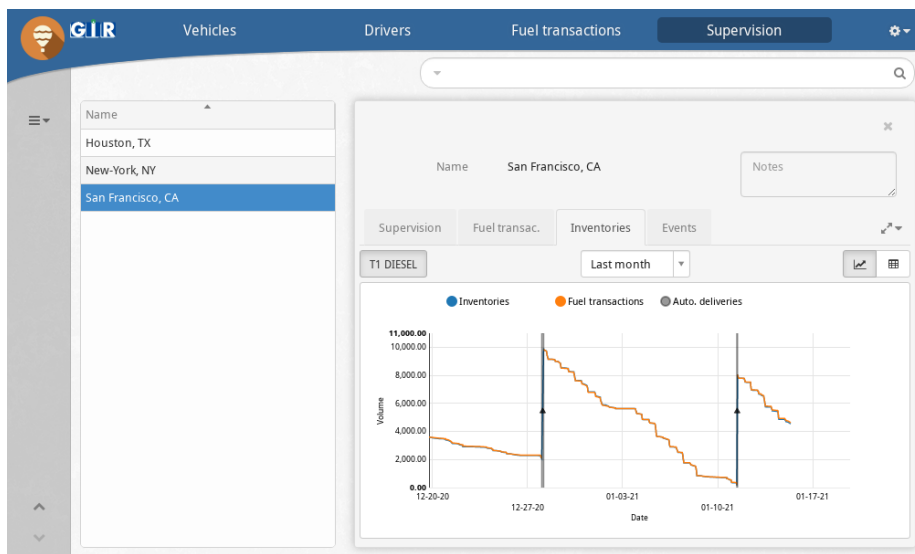 GIR Vehicles Drivers Fuel transactions Supervision
Name
Houston, TX
New-York, NY
San Francisco, CA
Name San Francisco, CA Notes
Supervision Fuel transac. Inventories Events
T1 DIESEL Last month
Inventories Fuel transactions Auto. deliveries
11,000.00
10,000.00
8,000.00
6,000.00
4,000.00
2,000.00
0.00
Volume
12-20-20 12-27-20 01-03-21 01-10-21 01-17-21
Date